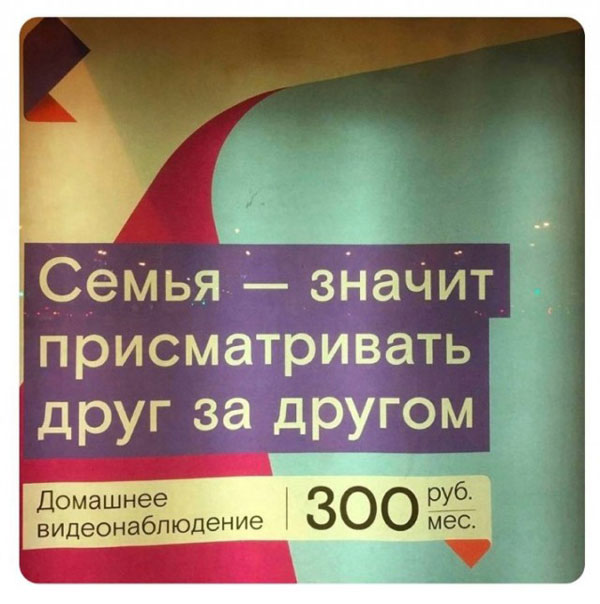 Семья — значит
присматривать
друг за другом
Домашнее
видеонаблюдение
300 руб.
мес.